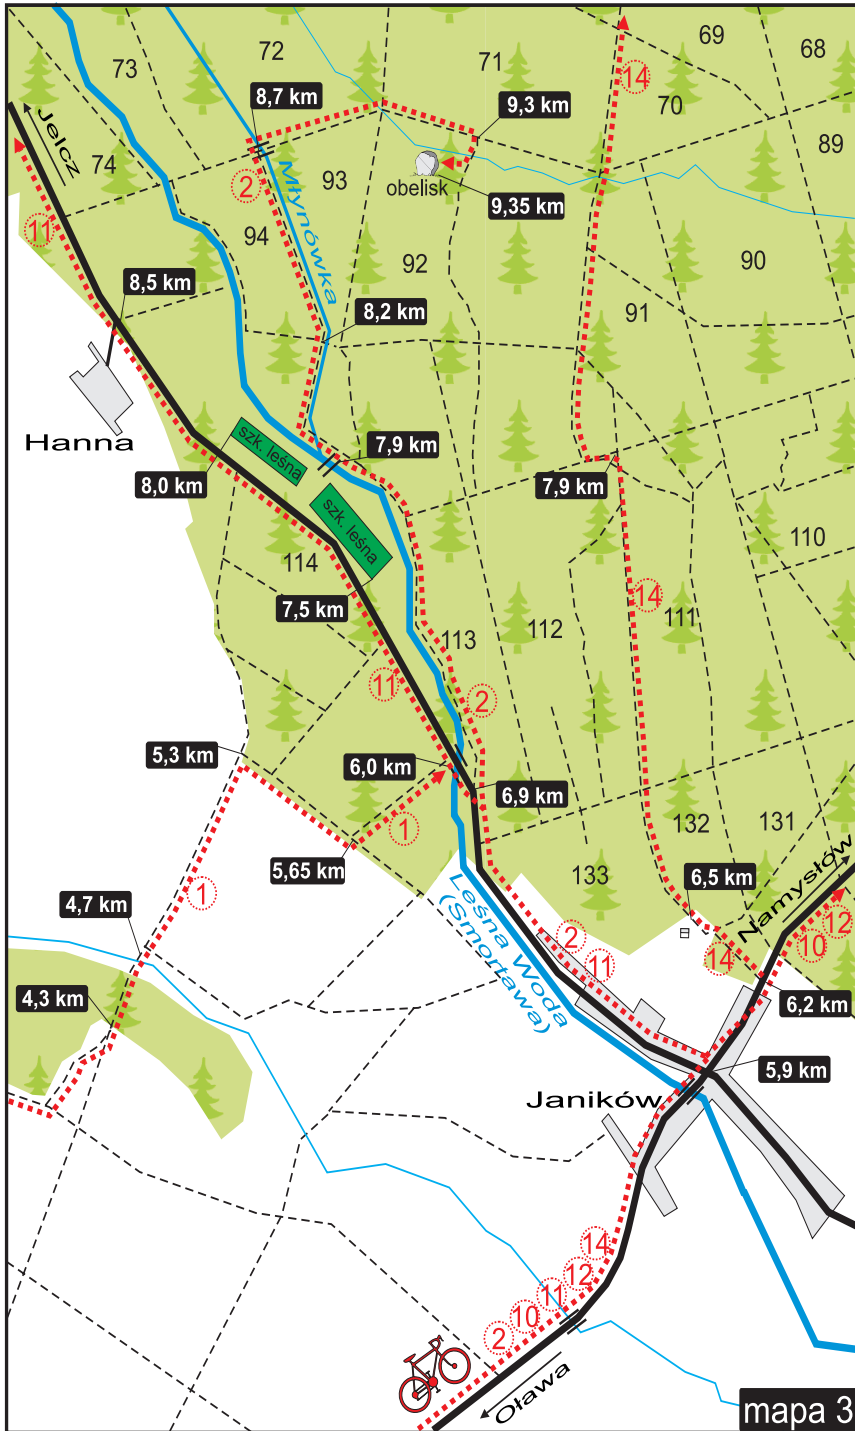 69
68
72
73
71
14
70
8,7 km
9,3 km
Jelcz
89
74
93
2
obelisk
9,35 km
Młynówka
11
94
92
90
8,5 km
8,2 km
91
Hanna
szk. leśna
7,9 km
8,0 km
7,9 km
szk. leśna
110
114
7,5 km
14
111
112
113
11
2
5,3 km
6,0 km
6,9 km
1
132
131
5,65 km
133
6,5 km
Namysłów
1
4,7 km
Leśna Woda
(Smortawa)
2
11
12
10
14
4,3 km
6,2 km
5,9 km
Janików
14
12
11
10
2
Oława
mapa 3